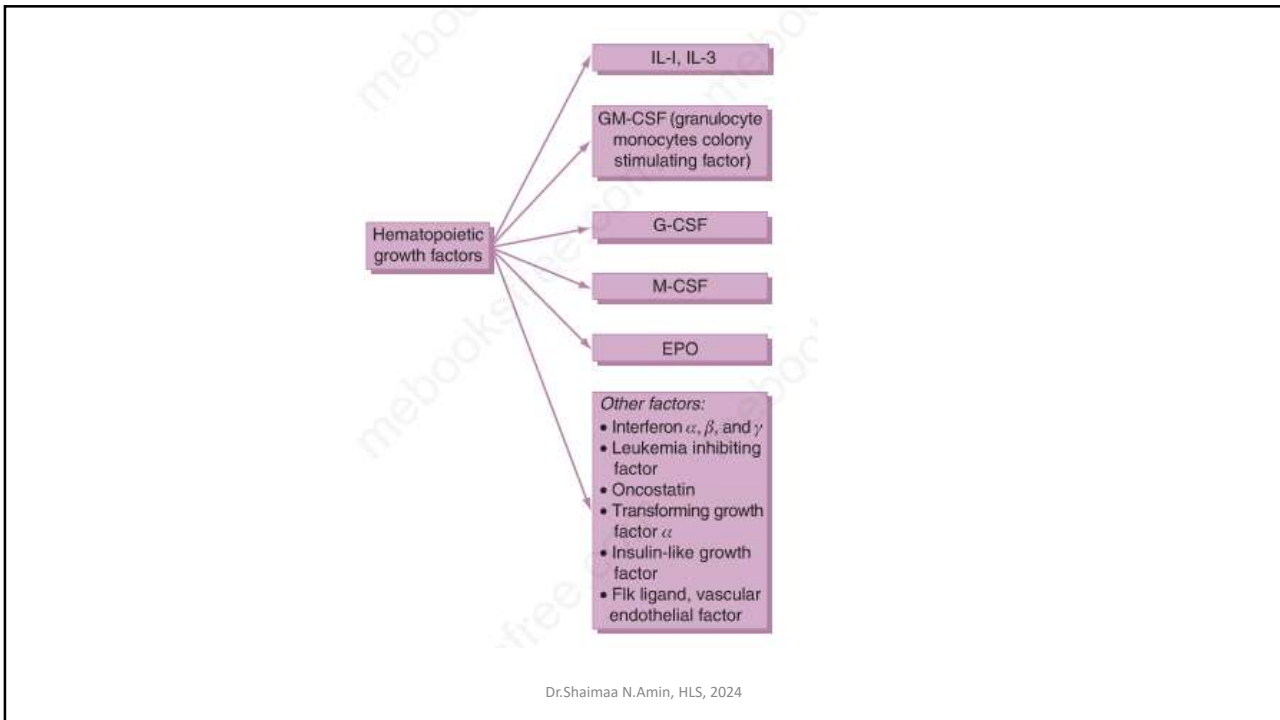 IL-I, IL-3
GM-CSF (granulocyte
monocytes colony
stimulating factor)
G-CSF
Hematopoietic
growth factors
M-CSF
EPO
Other factors:
• Interferon α, β, and γ
• Leukemia inhibiting
factor
• Oncostatin
• Transforming growth
factor α
• Insulin-like growth
factor
• Flk ligand, vascular
endothelial factor
Dr.Shaimaa N.Amin, HLS, 2024